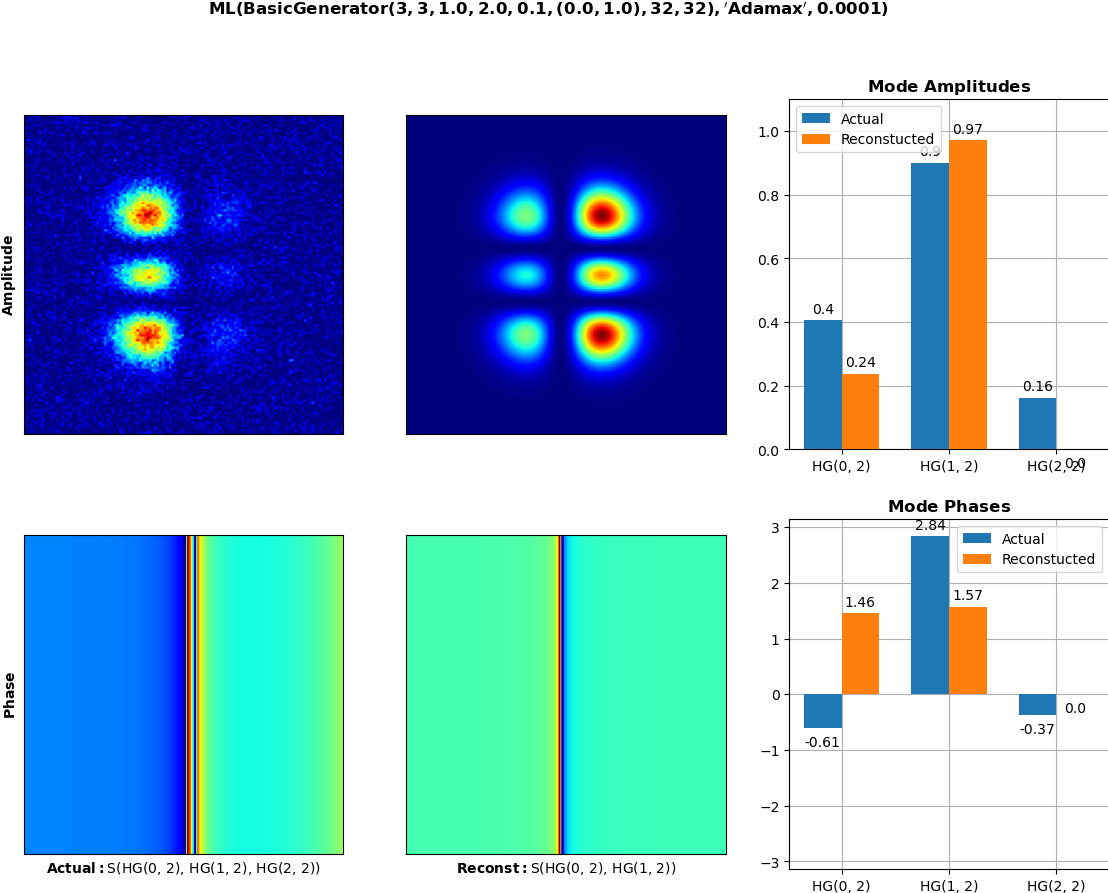 ML(BasicGenerator(3, 3, 1.0, 2.0, 0.1, (0.0, 1.0), 32, 32), ′Adamax′, 0.0001)
Amplitude
Mode Amplitudes
Actual
Reconstucted
1.0
0.8
0.6
0.4
0.2
0.0
0.4
0.24
0.9
0.97
0.16
0.0
HG(0, 2)
HG(1, 2)
HG(2, 2)
Phase
Actual: S(HG(0, 2), HG(1, 2), HG(2, 2))
Reconst: S(HG(0, 2), HG(1, 2))
Mode Phases
Actual
Reconstucted
3
2
1
0
−1
−2
−3
-0.61
1.46
2.84
1.57
-0.37
0.0
HG(0, 2)
HG(1, 2)
HG(2, 2)